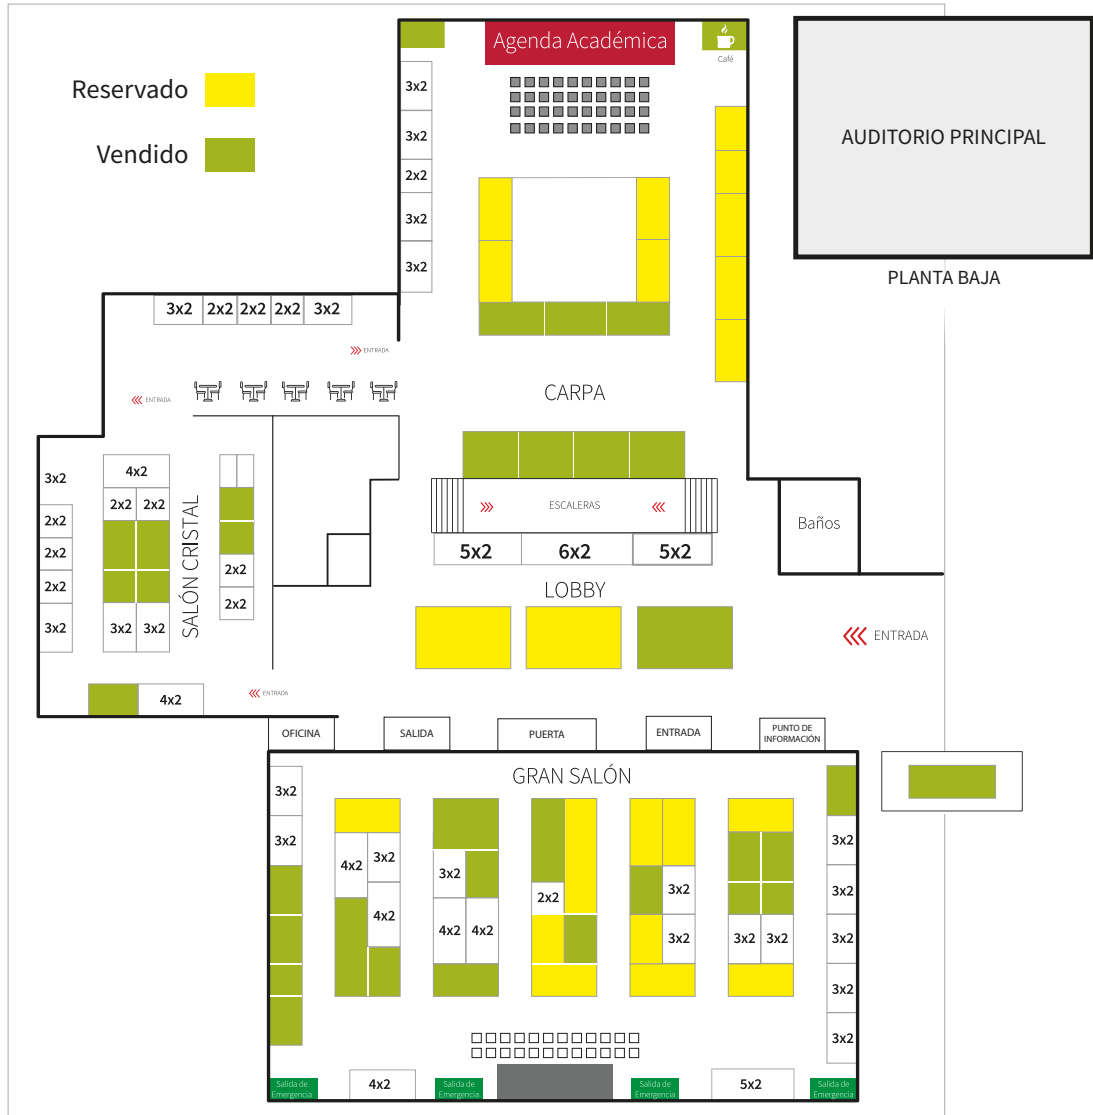 Agenda Académica
Café
Reservado
Vendido
3x2
3x2
2x2
3x2
3x2
AUDITORIO PRINCIPAL
PLANTA BAJA
3x2
2x2
2x2
2x2
3x2
ENTRADA
ENTRADA
CARPA
3x2
2x2
2x2
2x2
3x2
4x2
2x2
2x2
3x2
3x2
SALÓN CRISTAL
2x2
2x2
4x2
ENTRADA
ESCALERAS
5x2
6x2
5x2
Baños
LOBBY
ENTRADA
OFICINA
SALIDA
PUERTA
ENTRADA
PUNTO DE
INFORMACIÓN
GRAN SALÓN
3x2
3x2
4x2
3x2
4x2
3x2
4x2
4x2
2x2
3x2
3x2
3x2
3x2
3x2
3x2
3x2
3x2
3x2
Salida de
Emergencia
4x2
Salida de
Emergencia
Salida de
Emergencia
5x2
Salida de
Emergencia